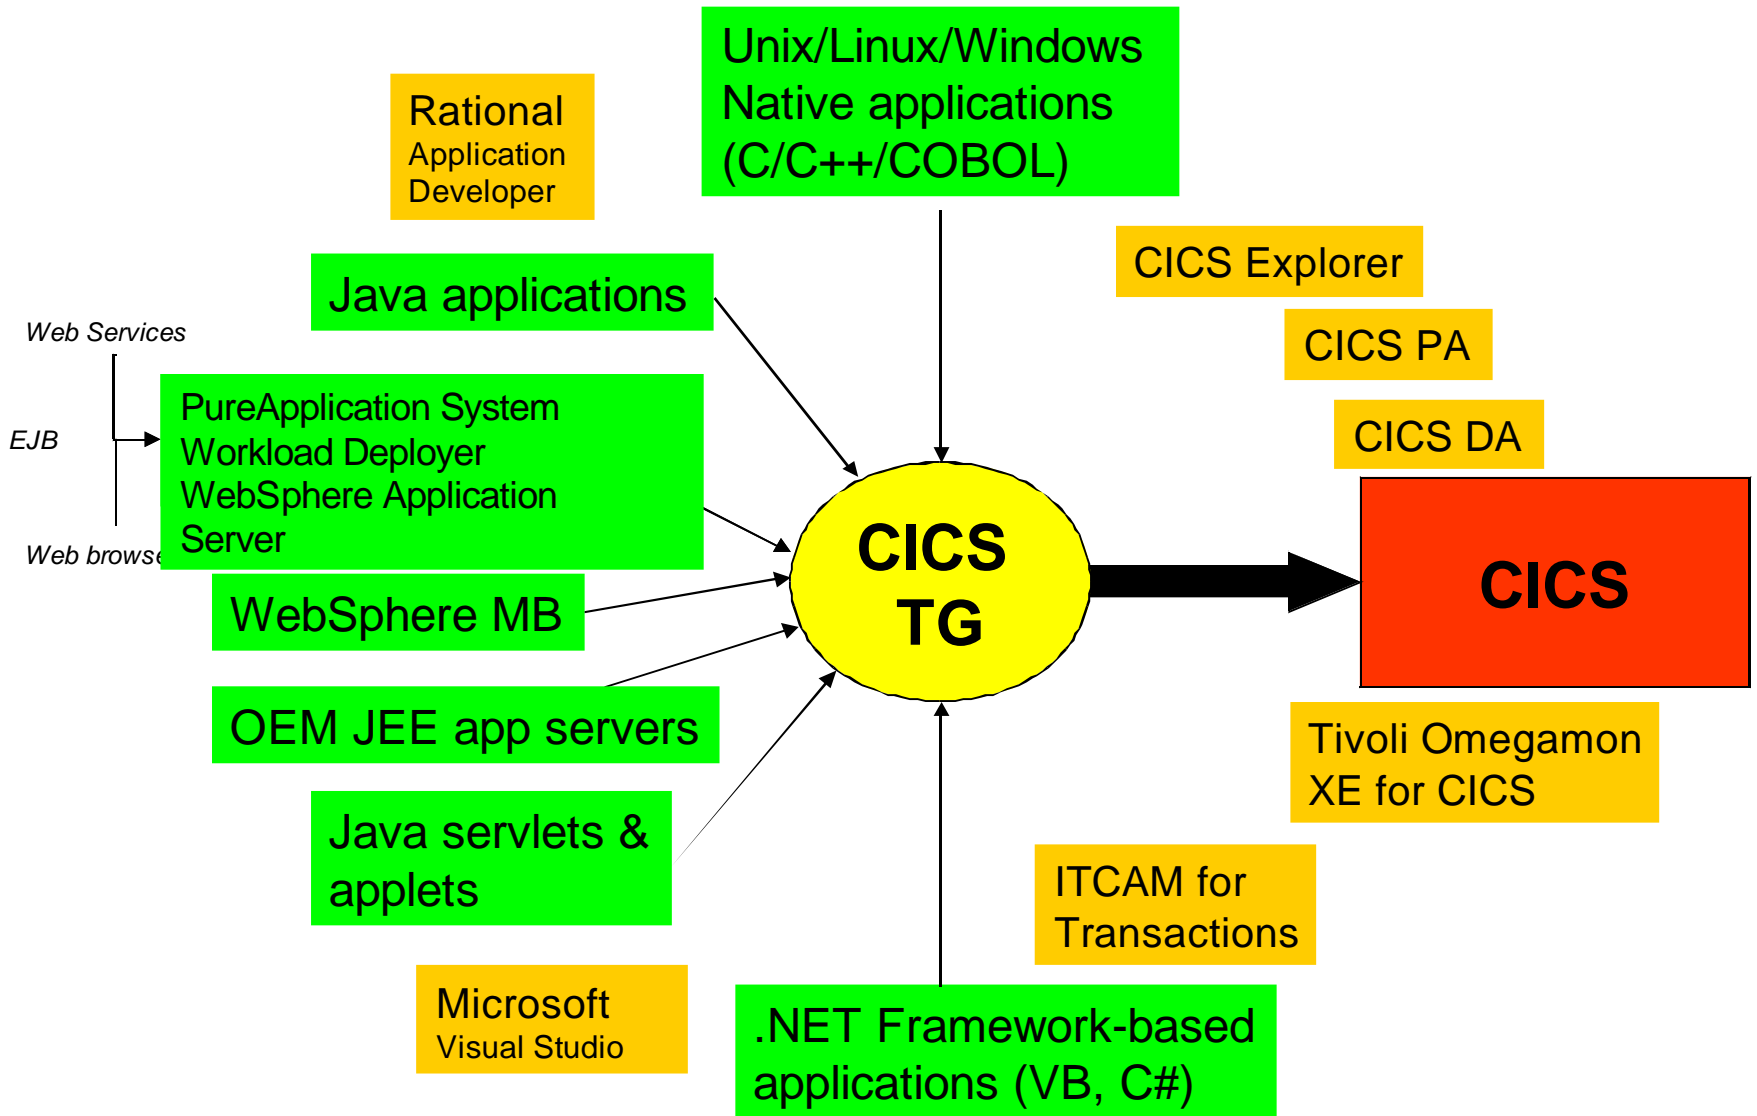 Unix/Linux/Windows
Native applications
(C/C++/COBOL)
Rational
Application
Developer
CICS Explorer
Java applications
Web Services
CICS PA
PureApplication System
Workload Deployer
WebSphere Application
Server
EJB
CICS DA
Web browse
CICS
TG
CICS
WebSphere MB
OEM JEE app servers
Tivoli Omegamon
XE for CICS
Java servlets &
applets
ITCAM for
Transactions
Microsoft
Visual Studio
.NET Framework-based
applications (VB, C#)